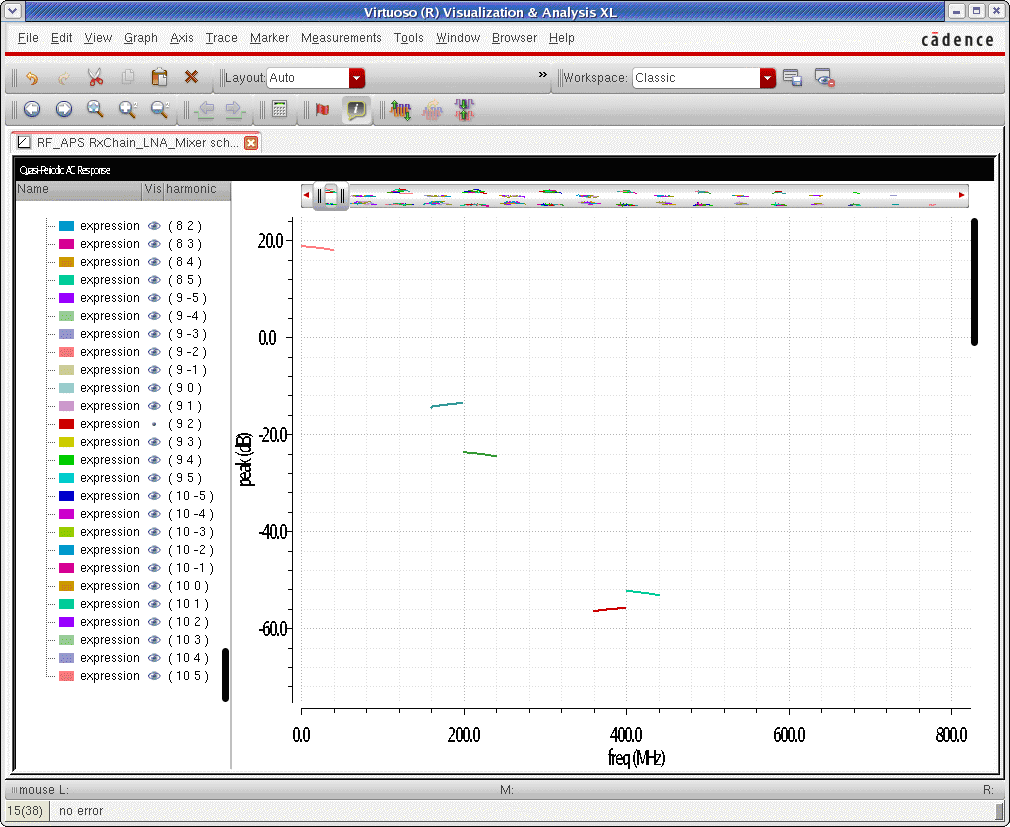 Virtuoso (R) Visualization & Analysis XL
File Edit View Graph Axis Trace Marker Measurements Tools Window Browser Help
cādence
Layout: Auto » Workspace: Classic
RF_APS RxChain_LNA_Mixer sch...
Quasi-Periodic AC Response
Name Vis harmonic
expression ( 8 2 )
expression ( 8 3 )
expression ( 8 4 )
expression ( 8 5 )
expression ( 9 -5 )
expression ( 9 -4 )
expression ( 9 -3 )
expression ( 9 -2 )
expression ( 9 -1 )
expression ( 9 0 )
expression ( 9 1 )
expression ( 9 2 )
expression ( 9 3 )
expression ( 9 4 )
expression ( 9 5 )
expression ( 10 -5 )
expression ( 10 -4 )
expression ( 10 -3 )
expression ( 10 -2 )
expression ( 10 -1 )
expression ( 10 0 )
expression ( 10 1 )
expression ( 10 2 )
expression ( 10 3 )
expression ( 10 4 )
expression ( 10 5 )
peak (dB)
20.0
0.0
-20.0
-40.0
-60.0
0.0 200.0 400.0 600.0 800.0
freq (MHz)
mouse L: M: R:
15(38) no error